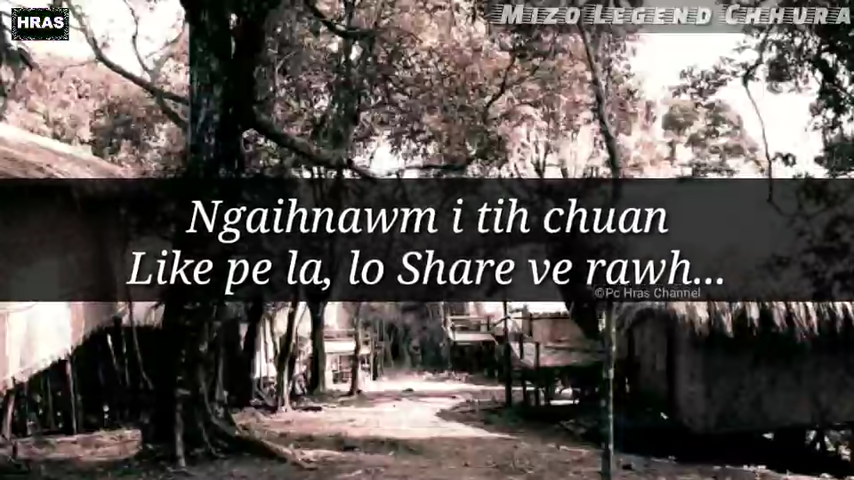 HRAS
Mizo Legend Chhura
Ngaihnawm i tih chuan
Like pe la, lo Share ve rawh...
©Pc Hras Channel